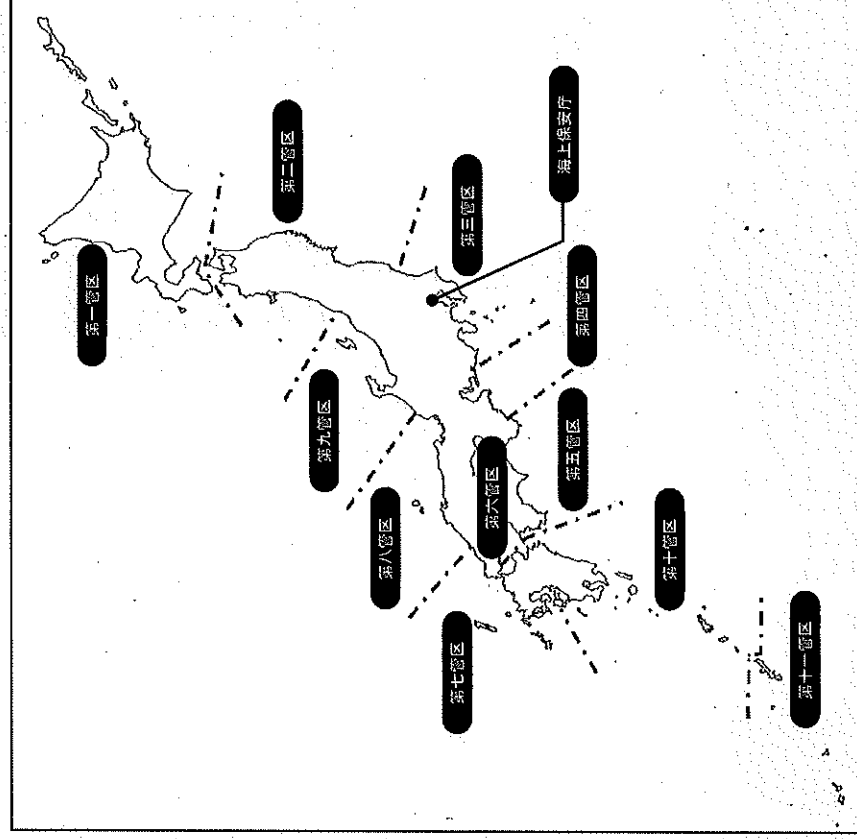 第一管区
第二管区
海上保安庁
第三管区
第九管区
第四管区
第五管区
第六管区
第八管区
第十管区
第七管区
第十一管区